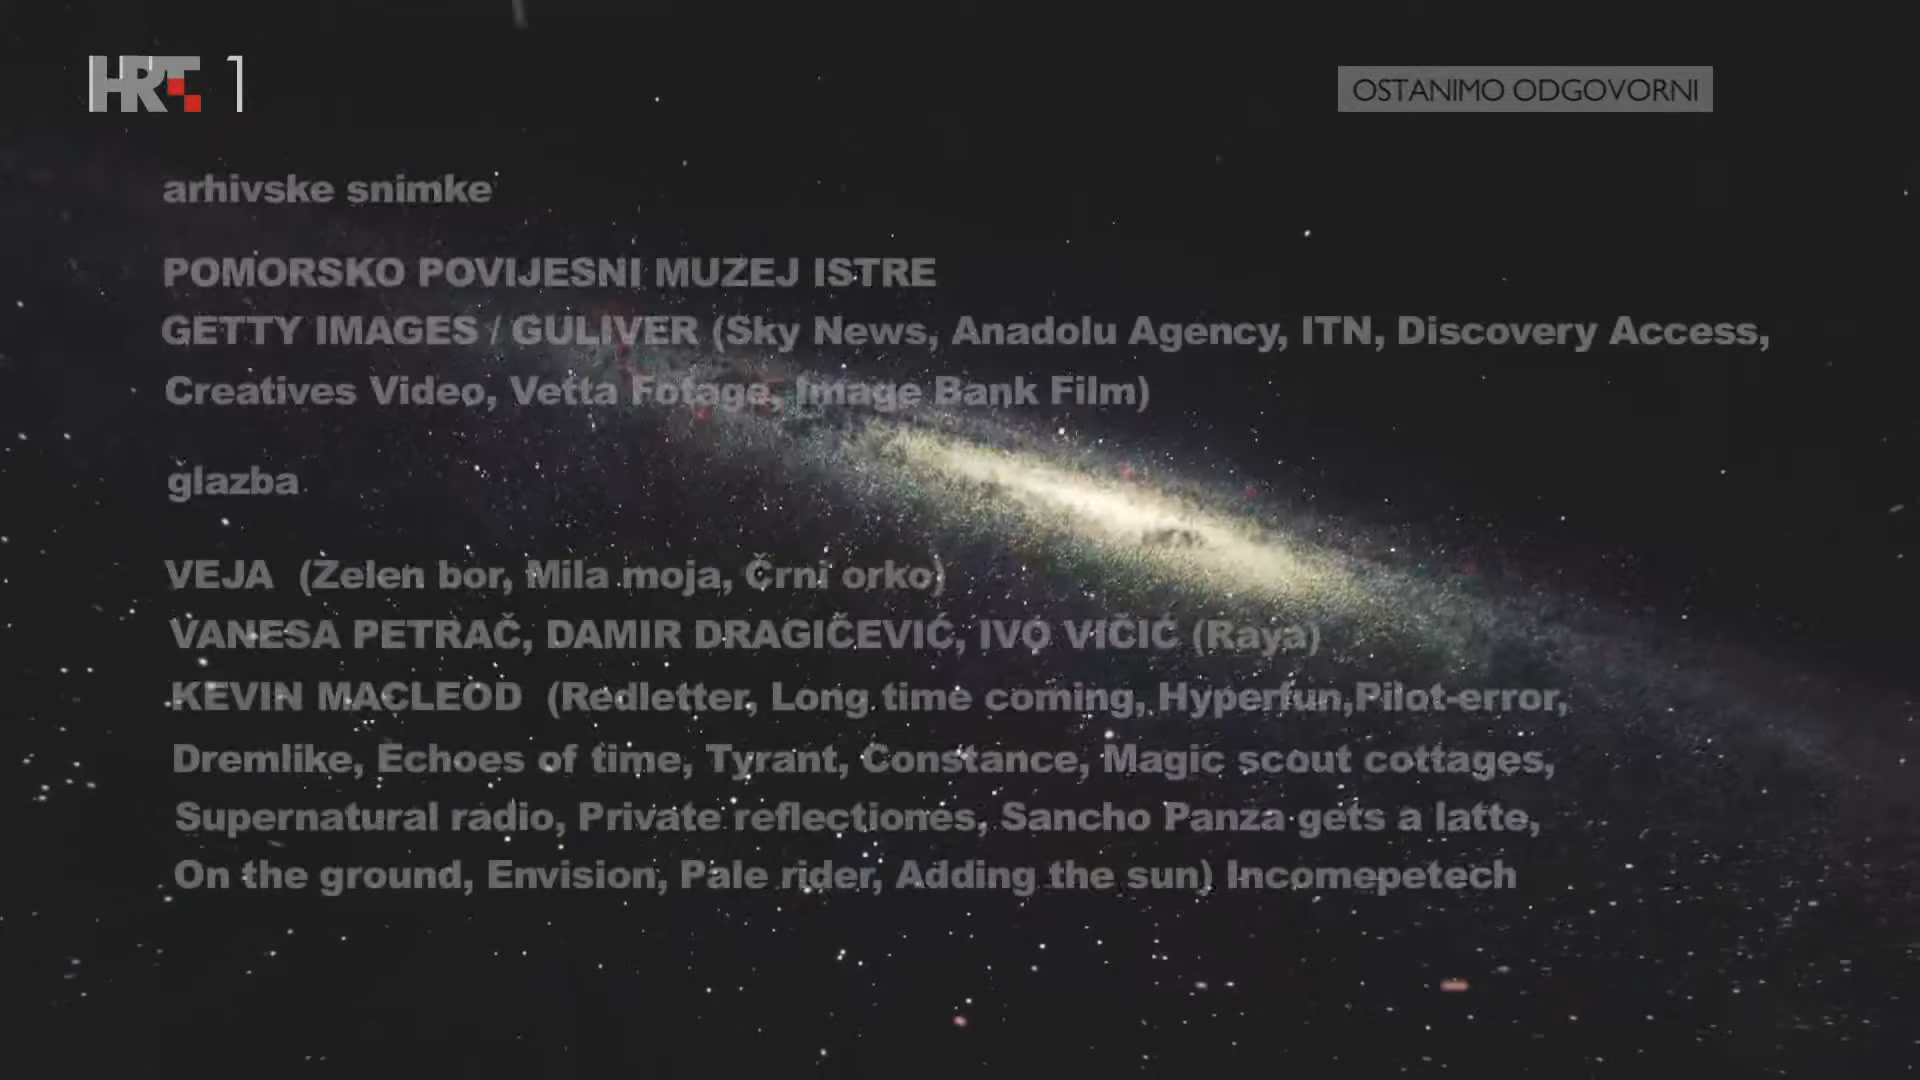 HRT 1
OSTANIMO ODGOVORNI
arhivske snimke
POMORSKO POVIJESNI MUZEJ ISTRE
GETTY IMAGES / GULIVER (Sky News, Anadolu Agency, ITN, Discovery Access,
Creatives Video, Vetta Fotage, Image Bank Film)
glazba
VEJA (Zelen bor, Mila moja, Črni orko)
VANESA PETRAČ, DAMIR DRAGIČEVIĆ, IVO VIČIĆ (Raya)
KEVIN MACLEOD (Redletter, Long time coming, Hyperfun,Pilot-error,
Dremlike, Echoes of time, Tyrant, Constance, Magic scout cottages,
Supernatural radio, Private reflectiones, Sancho Panza gets a latte,
On the ground, Envision, Pale rider, Adding the sun) Incomepetech